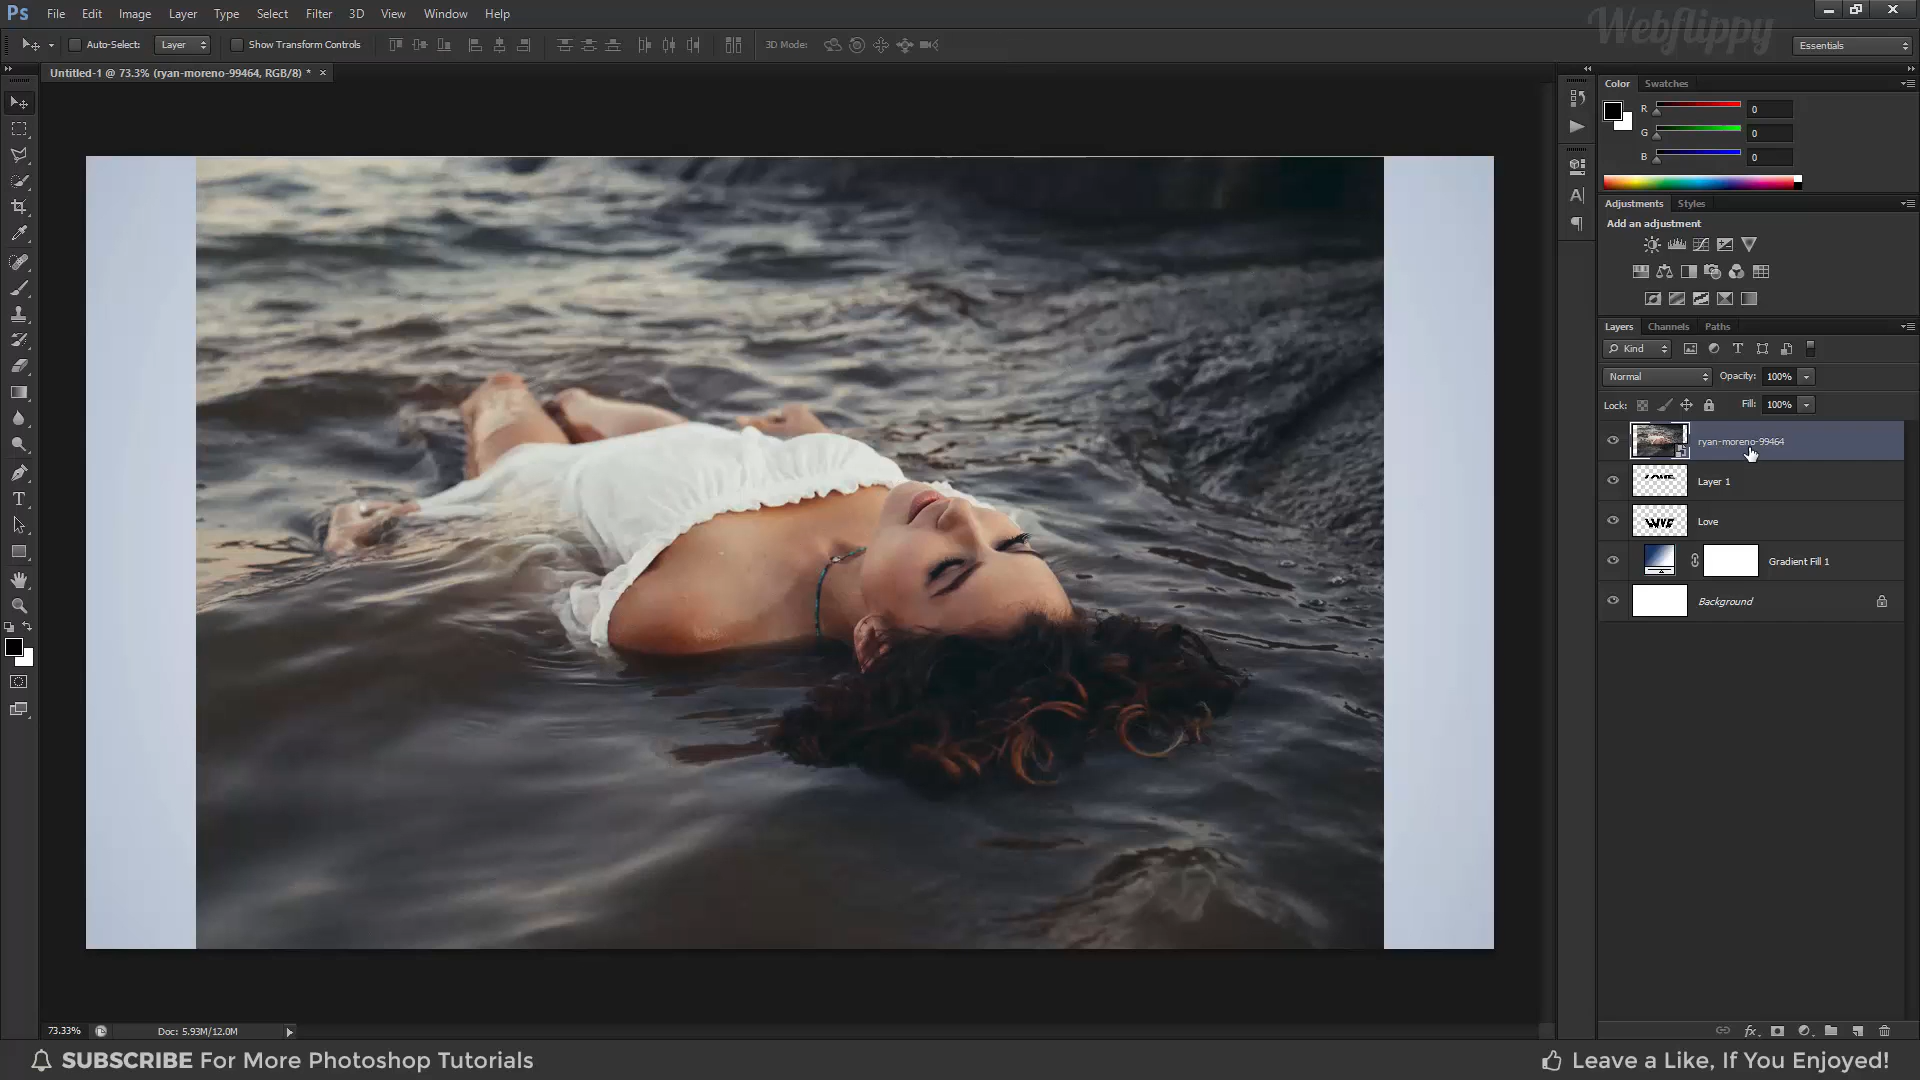 Ps File Edit Image Layer Type Select Filter 3D View Window Help
Webflippy
Auto-Select: Layer Show Transform Controls 3D Mode: Essentials
Untitled-1 @ 73.3% (ryan-moreno-99464, RGB/8) * ×
Color Swatches
R 0
G 0
B 0
Adjustments Styles
Add an adjustment
Layers Channels Paths
Kind
Normal Opacity: 100%
Lock: Fill: 100%
ryan-moreno-99464
Layer 1
Love
Gradient Fill 1
Background
73.33% Doc: 5.93M/12.0M
SUBSCRIBE For More Photoshop Tutorials
Leave a Like, If You Enjoyed!